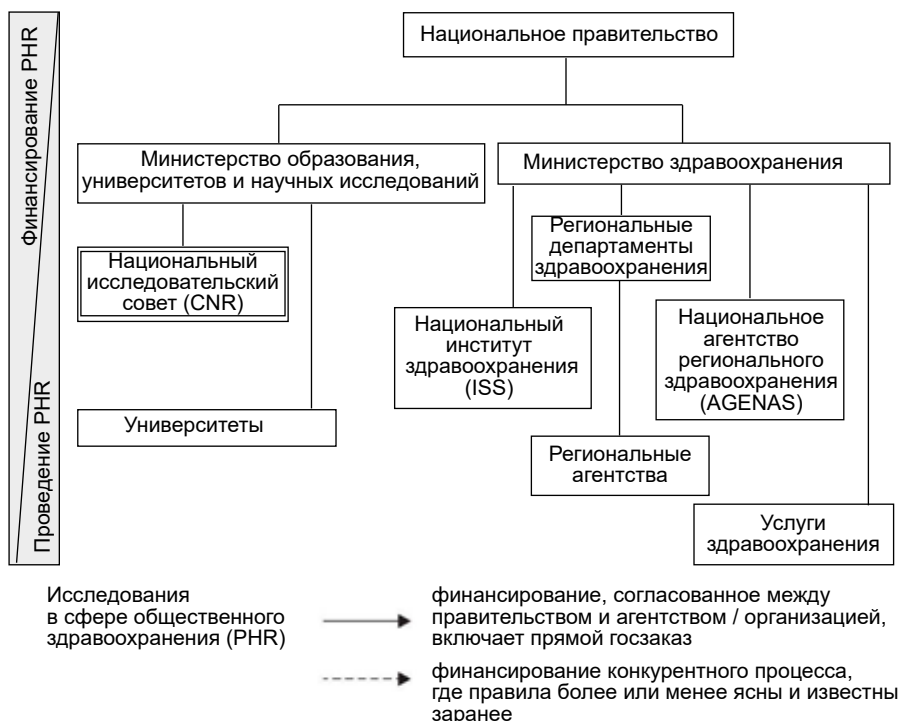 Финансирование PHR
Проведение PHR
Национальное правительство
Министерство образования,
университетов и научных исследований
Министерство здравоохранения
Национальный
исследовательский
совет (CNR)
Региональные
департаменты
здравоохранения
Национальный
институт
здравоохранения
(ISS)
Национальное
агентство
регионального
здравоохранения
(AGENAS)
Университеты
Региональные
агентства
Услуги
здравоохранения
Исследования
в сфере общественного
здравоохранения (PHR)
финансирование, согласованное между
правительством и агентством / организацией,
включает прямой госзаказ
финансирование конкурентного процесса,
где правила более или менее ясны и известны
заранее